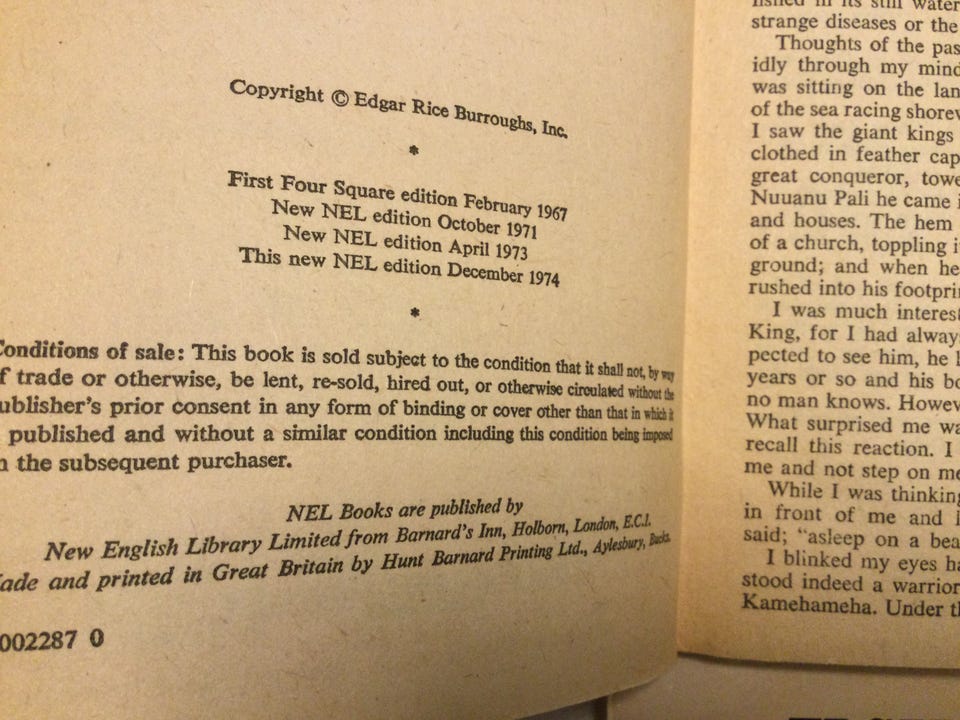 Copyright © Edgar Rice Burroughs, Inc.
*
First Four Square edition February 1967
New NEL edition October 1971
New NEL edition April 1973
This new NEL edition December 1974
*
Conditions of sale: This book is sold subject to the condition that it shall not, by way
f trade or otherwise, be lent, re-sold, hired out, or otherwise circulated without the
ublisher's prior consent in any form of binding or cover other than that in which it
published and without a similar condition including this condition being imposed
n the subsequent purchaser.
NEL Books are published by
New English Library Limited from Barnard's Inn, Holborn, London, E.C.1.
ade and printed in Great Britain by Hunt Barnard Printing Ltd., Aylesbury, Bucks.
002287 0
lished in its still water
strange diseases or the
Thoughts of the pas
idly through my mind
was sitting on the lan
of the sea racing shorew
I saw the giant kings
clothed in feather cap
great conqueror, towe
Nuuanu Pali he came i
and houses. The hem
of a church, toppling i
ground; and when he
rushed into his footpri
I was much interest
King, for I had always
pected to see him, he
years or so and his bo
no man knows. Howev
What surprised me wa
recall this reaction. I
me and not step on me
While I was thinking
in front of me and
said; "asleep on a bea
I blinked my eyes ha
stood indeed a warrior
Kamehameha. Under th